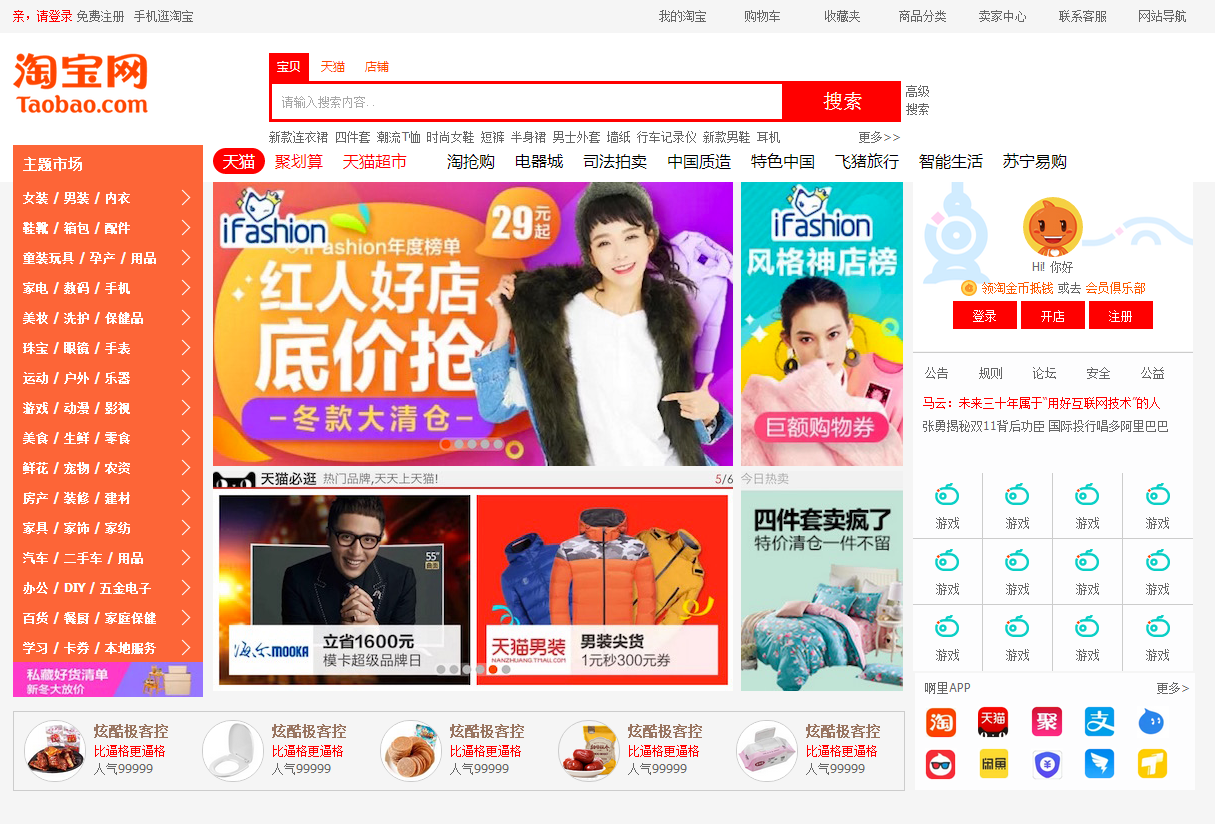 亲，请登录 免费注册 手机逛淘宝
我的淘宝 购物车 收藏夹 商品分类 卖家中心 联系客服 网站导航
淘宝网
Taobao.com
宝贝 天猫 店铺
请输入搜索内容. .
搜索
高级
搜索
新款连衣裙 四件套 潮流T恤 时尚女鞋 短裤 半身裙 男士外套 墙纸 行车记录仪 新款男鞋 耳机 更多>>
主题市场
天猫 聚划算 天猫超市 淘抢购 电器城 司法拍卖 中国质造 特色中国 飞猪旅行 智能生活 苏宁易购
女装 / 男装 / 内衣
鞋靴 / 箱包 / 配件
童装玩具 / 孕产 / 用品
家电 / 数码 / 手机
美妆 / 洗护 / 保健品
珠宝 / 眼镜 / 手表
运动 / 户外 / 乐器
游戏 / 动漫 / 影视
美食 / 生鲜 / 零食
鲜花 / 宠物 / 农资
房产 / 装修 / 建材
家具 / 家饰 / 家纺
汽车 / 二手车 / 用品
办公 / DIY / 五金电子
百货 / 餐厨 / 家庭保健
学习 / 卡券 / 本地服务
私藏好货清单
新冬大放价
iFashion
iFashion年度榜单
29元起
红人好店
底价抢
冬款大清仓
iFashion
风格神店榜
巨额购物券
Hi! 你好
领淘金币抵钱 或去 会员俱乐部
登录 开店 注册
公告 规则 论坛 安全 公益
马云：未来三十年属于“用好互联网技术”的人
张勇揭秘双11背后功臣 国际投行唱多阿里巴巴
天猫必逛 热门品牌,天天上天猫! 5/6
今日热卖
55"
海尔 MOOKA
立省1600元
模卡超级品牌日
天猫男装
NANZHUANG.TMALL.COM
男装尖货
1元秒300元券
四件套卖疯了
特价清仓一件不留
游戏 游戏 游戏 游戏
游戏 游戏 游戏 游戏
游戏 游戏 游戏 游戏
啊里APP 更多>
淘 天猫 聚 支
闲鱼
炫酷极客控 炫酷极客控 炫酷极客控 炫酷极客控 炫酷极客控
比逼格更逼格 比逼格更逼格 比逼格更逼格 比逼格更逼格 比逼格更逼格
人气99999 人气99999 人气99999 人气99999 人气99999